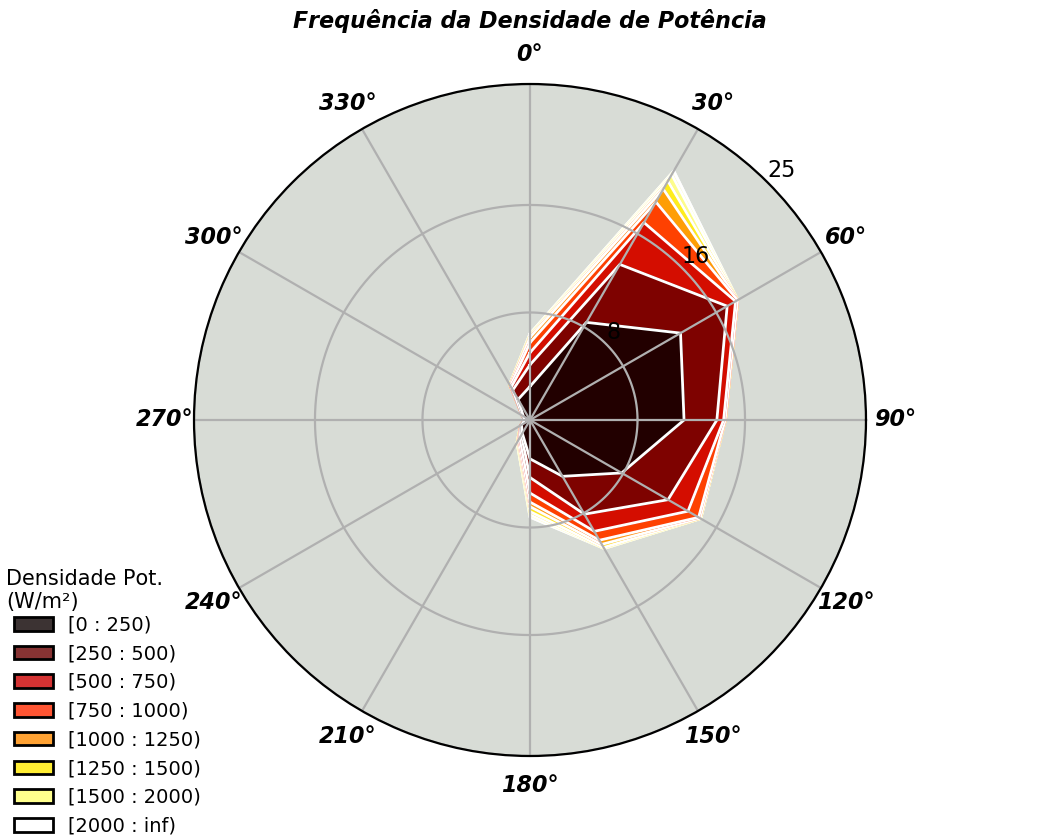 Frequência da Densidade de Potência
0°
330°
30°
25
300°
60°
16
8
270°
90°
240°
120°
210°
150°
180°
Densidade Pot.
(W/m²)
[0 : 250)
[250 : 500)
[500 : 750)
[750 : 1000)
[1000 : 1250)
[1250 : 1500)
[1500 : 2000)
[2000 : inf)